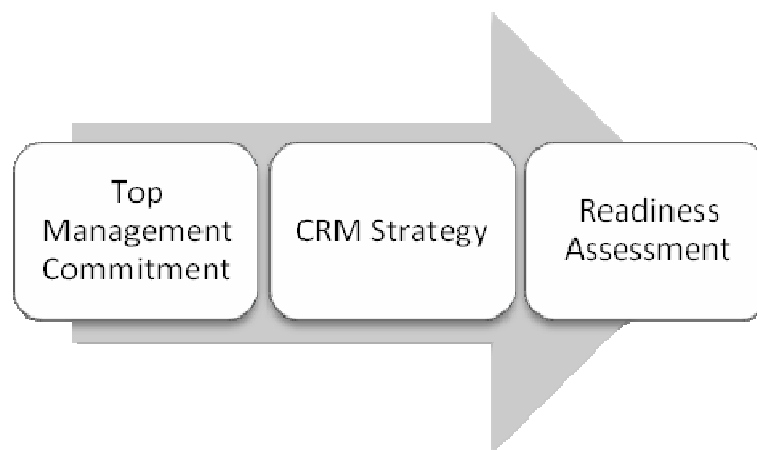 Top
Management
Commitment
CRM Strategy
Readiness
Assessment